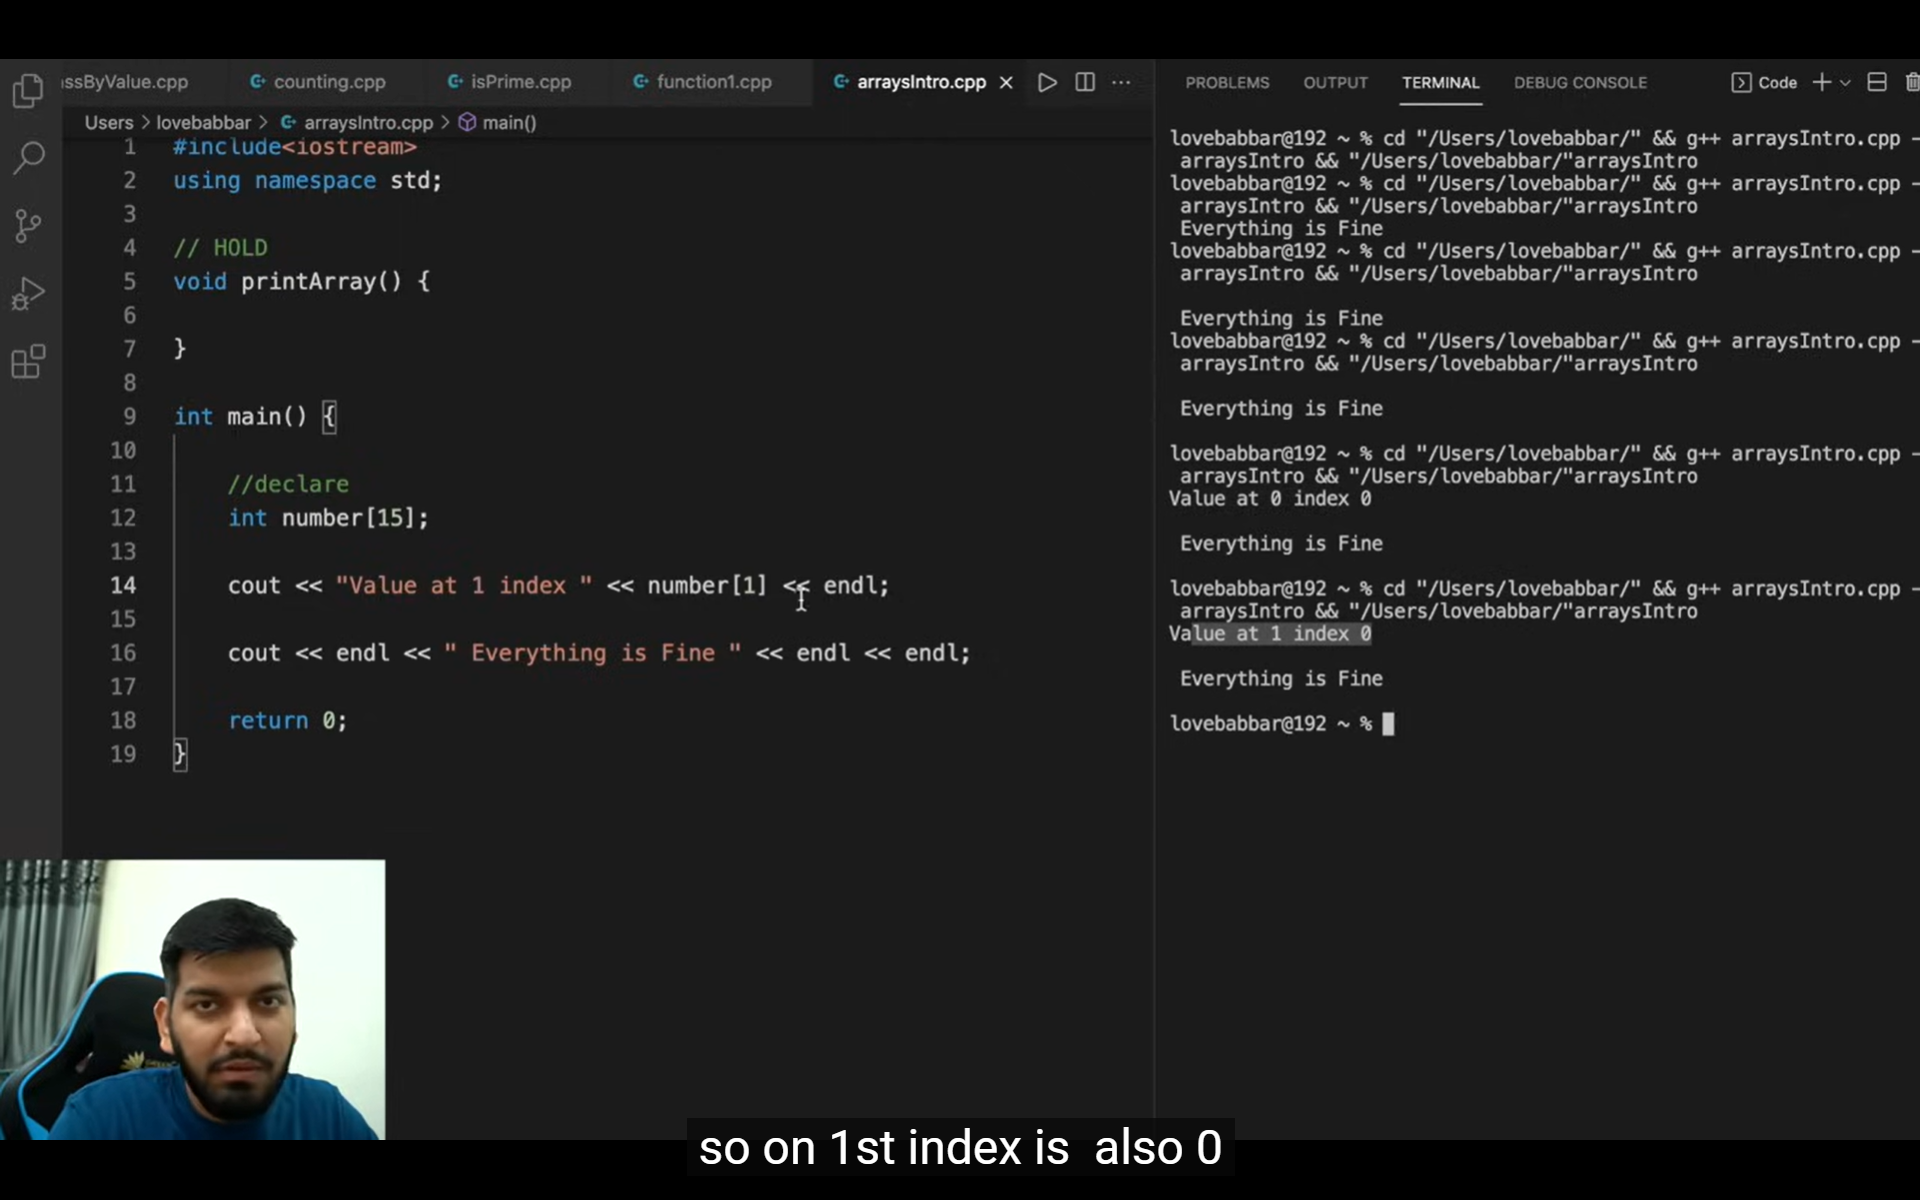 ssByValue.cpp
counting.cpp
isPrime.cpp
function1.cpp
arraysIntro.cpp
Users > lovebabbar > arraysIntro.cpp > main()
1 #include<iostream>
2 using namespace std;
3
4 // HOLD
5 void printArray() {
6
7 }
8
9 int main() {
10
11 //declare
12 int number[15];
13
14 cout << "Value at 1 index " << number[1] << endl;
15
16 cout << endl << " Everything is Fine " << endl << endl;
17
18 return 0;
19 }
PROBLEMS OUTPUT TERMINAL DEBUG CONSOLE
Code
lovebabbar@192 ~ % cd "/Users/lovebabbar/" && g++ arraysIntro.cpp -
arraysIntro && "/Users/lovebabbar/"arraysIntro
lovebabbar@192 ~ % cd "/Users/lovebabbar/" && g++ arraysIntro.cpp -
arraysIntro && "/Users/lovebabbar/"arraysIntro
Everything is Fine
lovebabbar@192 ~ % cd "/Users/lovebabbar/" && g++ arraysIntro.cpp -
arraysIntro && "/Users/lovebabbar/"arraysIntro
Everything is Fine
lovebabbar@192 ~ % cd "/Users/lovebabbar/" && g++ arraysIntro.cpp -
arraysIntro && "/Users/lovebabbar/"arraysIntro
Everything is Fine
lovebabbar@192 ~ % cd "/Users/lovebabbar/" && g++ arraysIntro.cpp -
arraysIntro && "/Users/lovebabbar/"arraysIntro
Value at 0 index 0
Everything is Fine
lovebabbar@192 ~ % cd "/Users/lovebabbar/" && g++ arraysIntro.cpp -
arraysIntro && "/Users/lovebabbar/"arraysIntro
Value at 1 index 0
Everything is Fine
lovebabbar@192 ~ %
so on 1st index is also 0